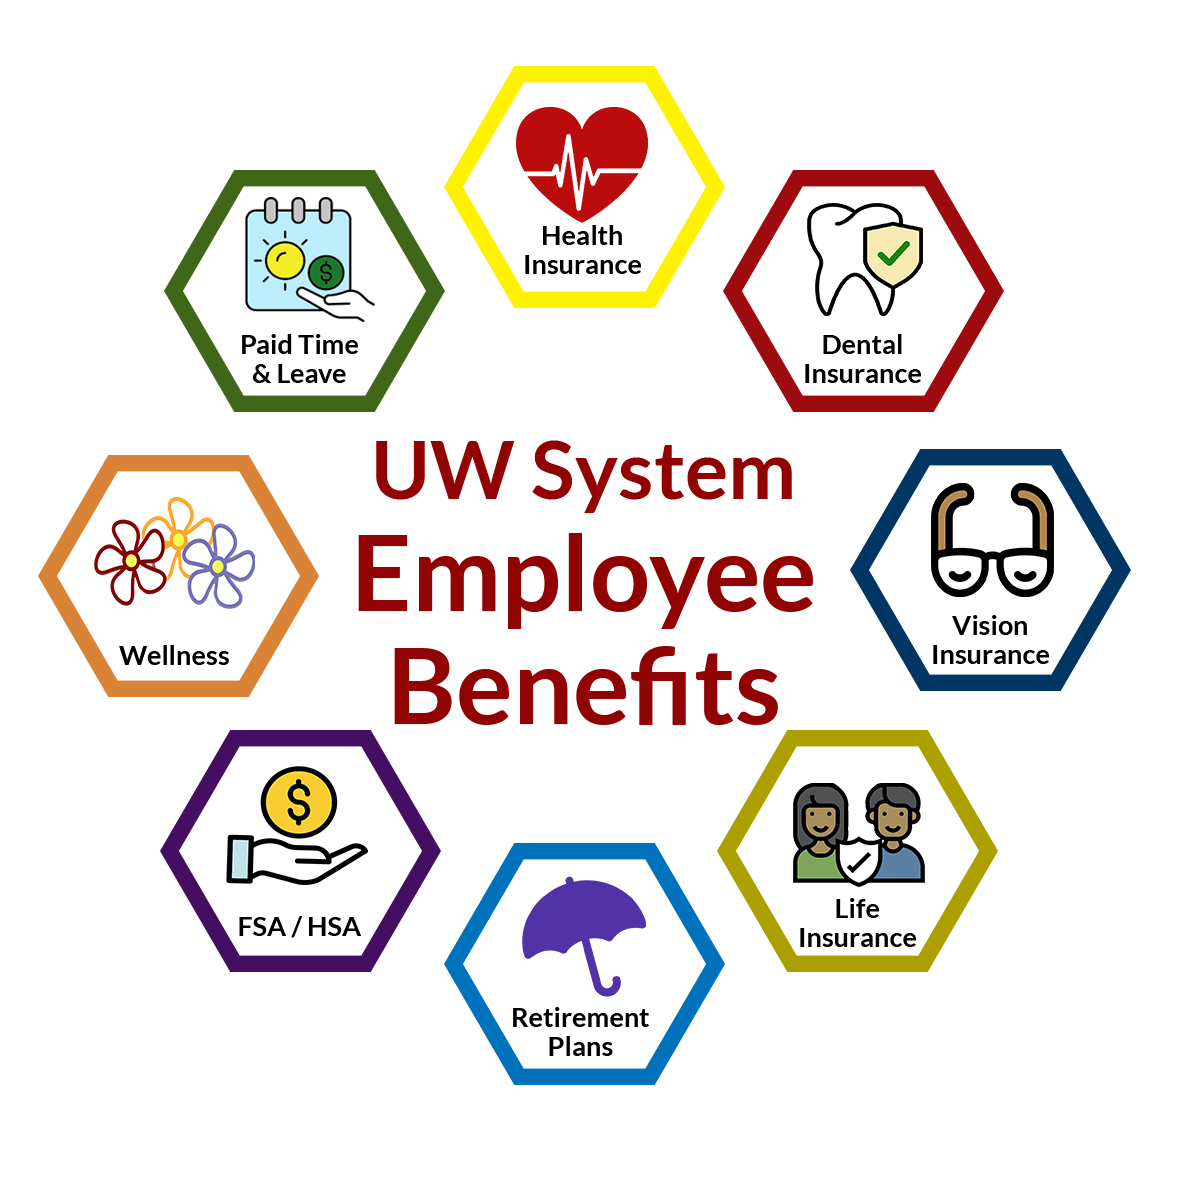 Health
Insurance
Paid Time
& Leave
$
Dental
Insurance
UW System
Employee
Benefits
Wellness
Vision
Insurance
$
FSA / HSA
Life
Insurance
Retirement
Plans